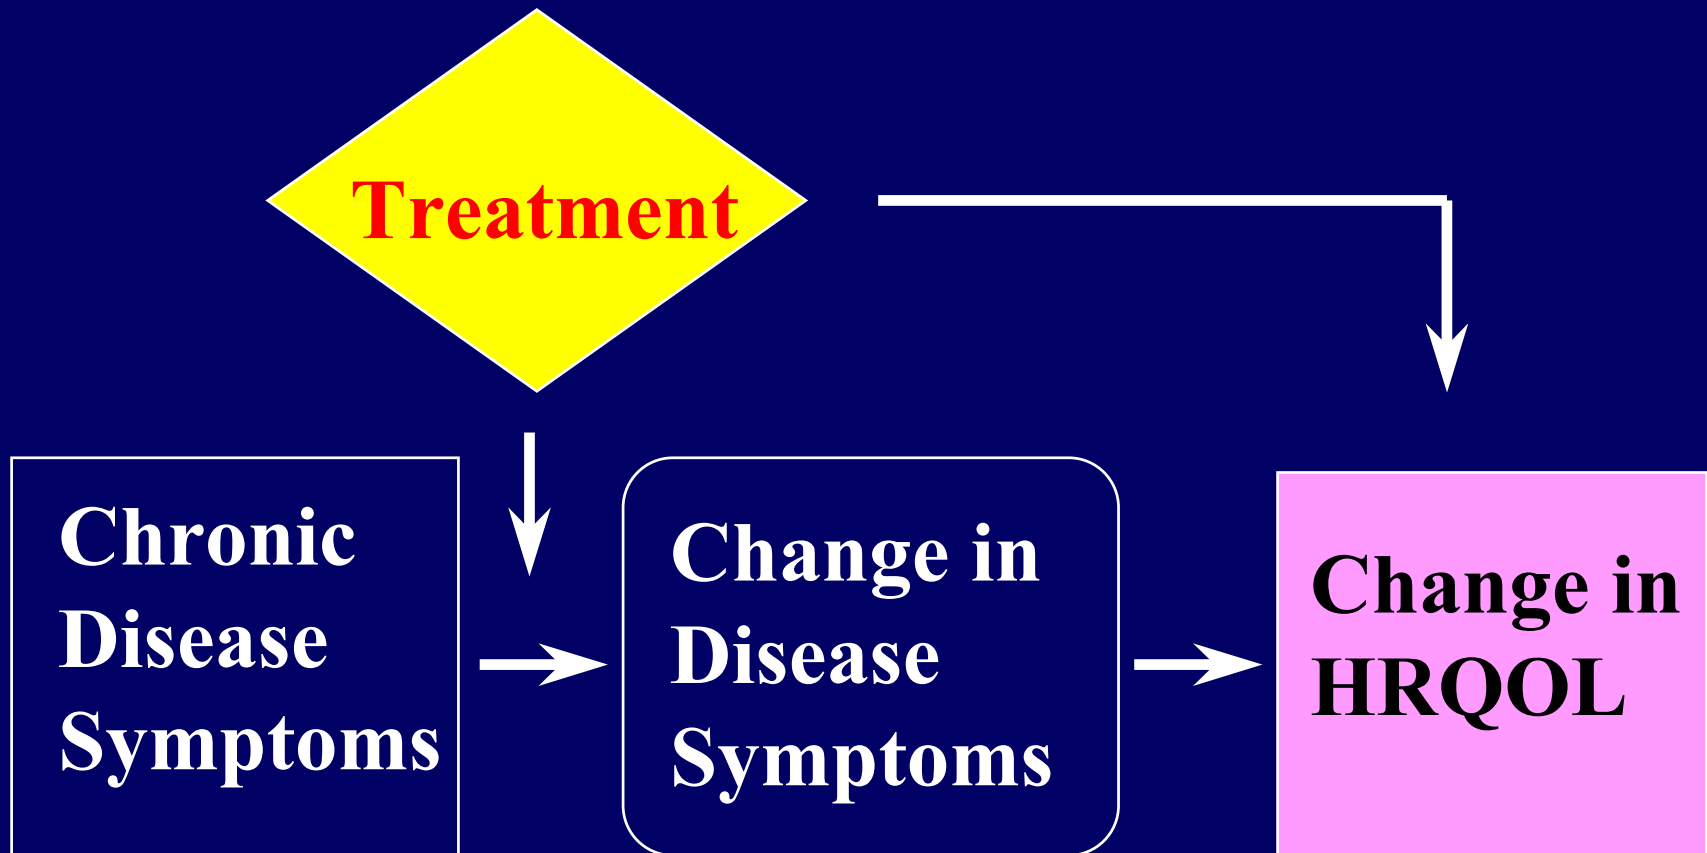 Treatment
Chronic
Disease
Symptoms
Change in
Disease
Symptoms
Change in
HRQOL